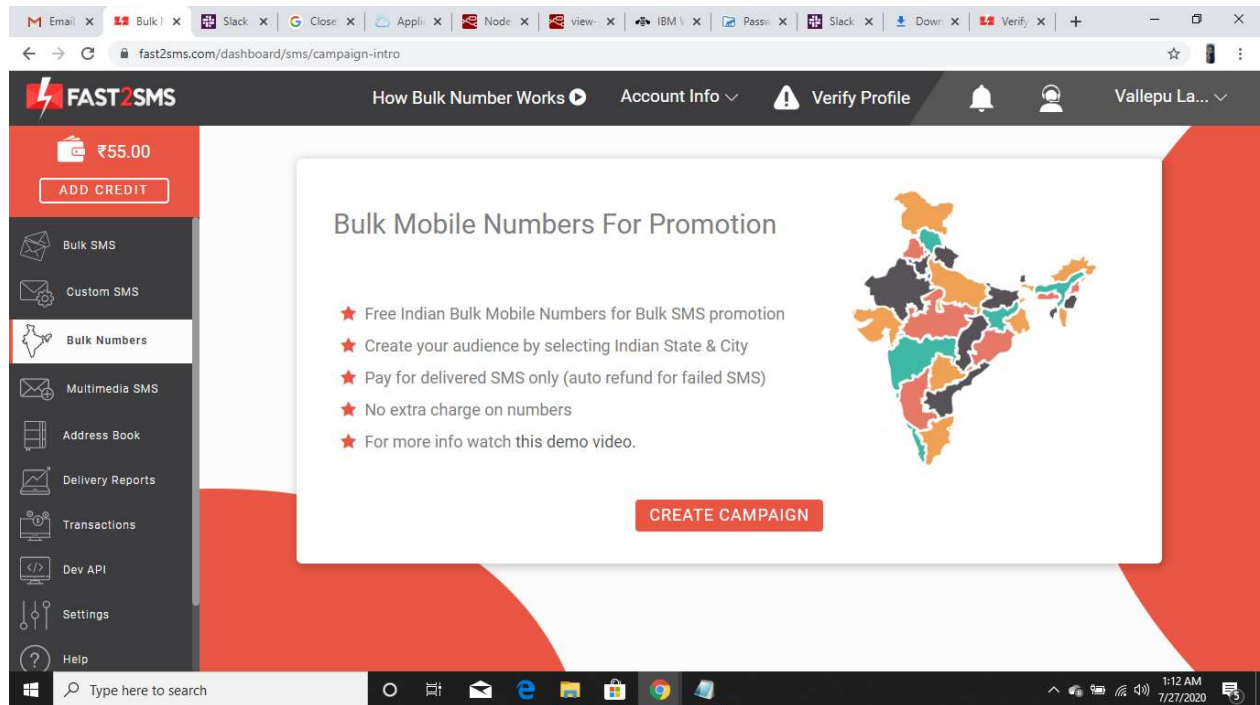 Email
Bulk N
Slack
Close
Applic
Node
view-
IBM
Passw
Slack
Down
Verify
fast2sms.com/dashboard/sms/campaign-intro
FAST2SMS
How Bulk Number Works
Account Info
Verify Profile
Vallepu La...
₹55.00
ADD CREDIT
Bulk SMS
Custom SMS
Bulk Numbers
Multimedia SMS
Address Book
Delivery Reports
Transactions
Dev API
Settings
Help
Bulk Mobile Numbers For Promotion
Free Indian Bulk Mobile Numbers for Bulk SMS promotion
Create your audience by selecting Indian State & City
Pay for delivered SMS only (auto refund for failed SMS)
No extra charge on numbers
For more info watch this demo video.
CREATE CAMPAIGN
Type here to search
1:12 AM
7/27/2020
5